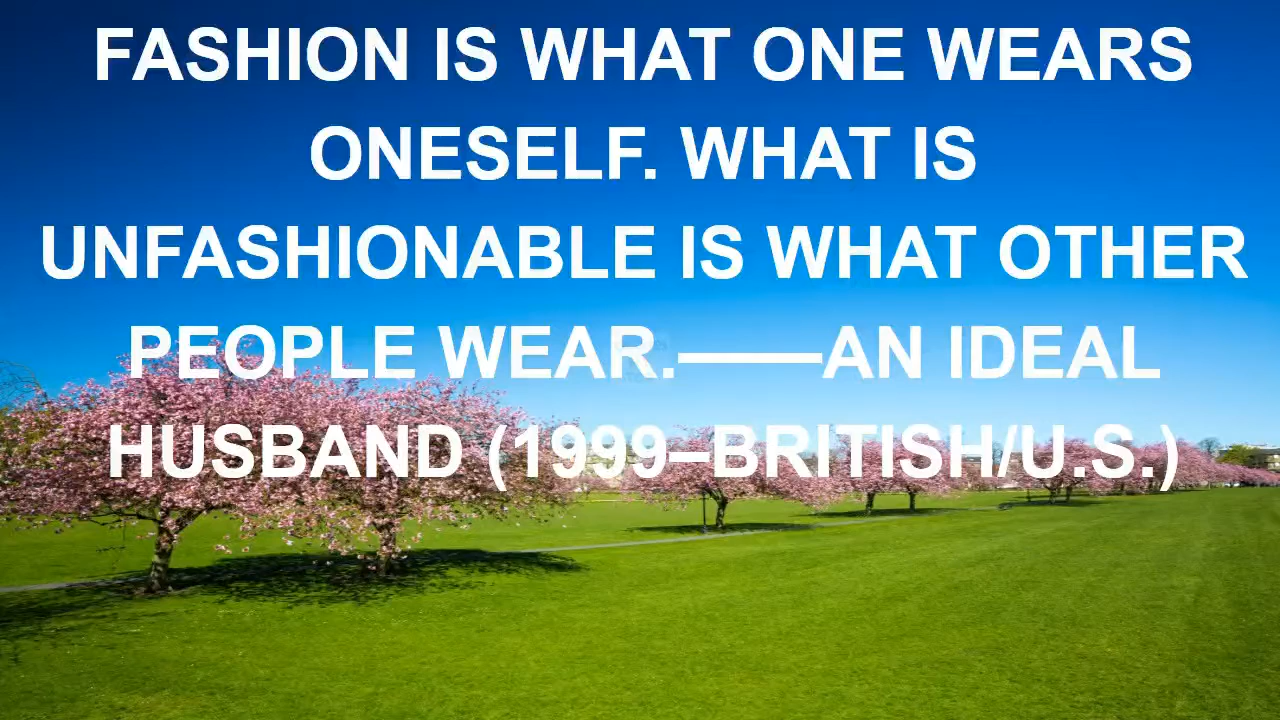 FASHION IS WHAT ONE WEARS
ONESELF. WHAT IS
UNFASHIONABLE IS WHAT OTHER
PEOPLE WEAR.——AN IDEAL
HUSBAND (1999–BRITISH/U.S.)